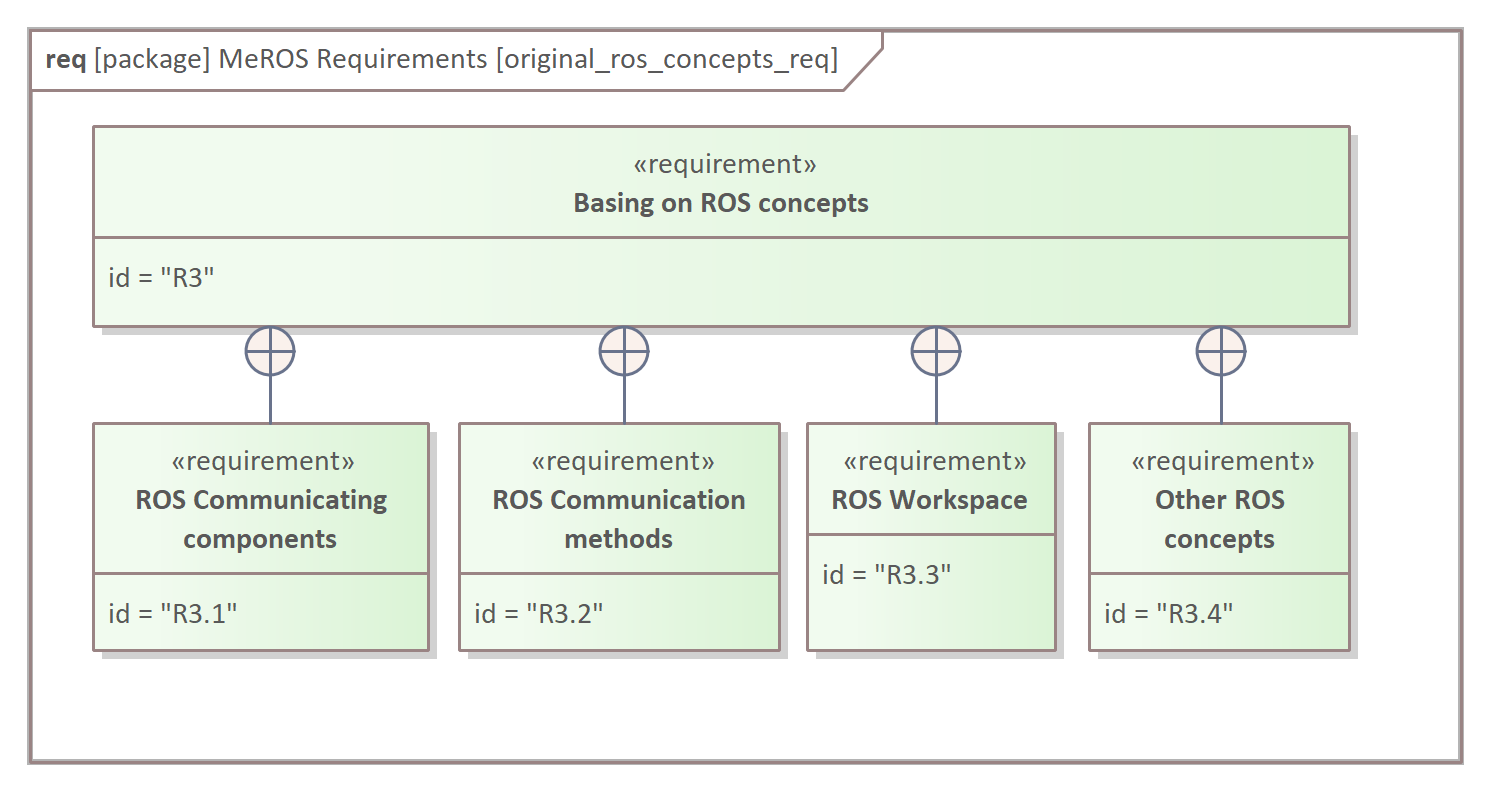 req [package] MeROS Requirements [original_ros_concepts_req]
«requirement»
Basing on ROS concepts
id = "R3"
«requirement»
ROS Communicating
components
id = "R3.1"
«requirement»
ROS Communication
methods
id = "R3.2"
«requirement»
ROS Workspace
id = "R3.3"
«requirement»
Other ROS
concepts
id = "R3.4"